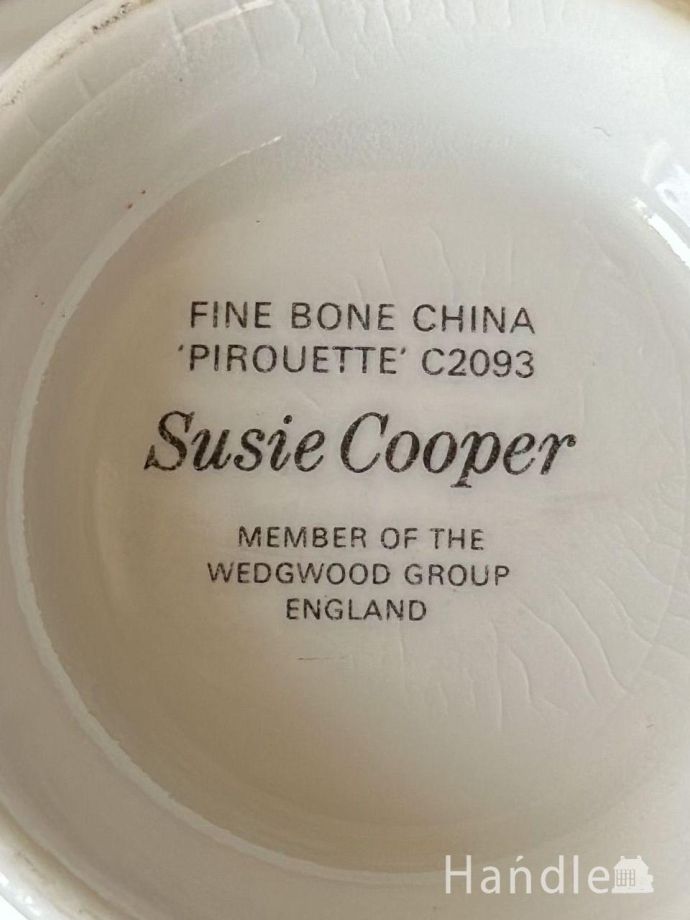 FINE BONE CHINA
'PIROUETTE' C2093
Susie Cooper
MEMBER OF THE
WEDGWOOD GROUP
ENGLAND
Handle